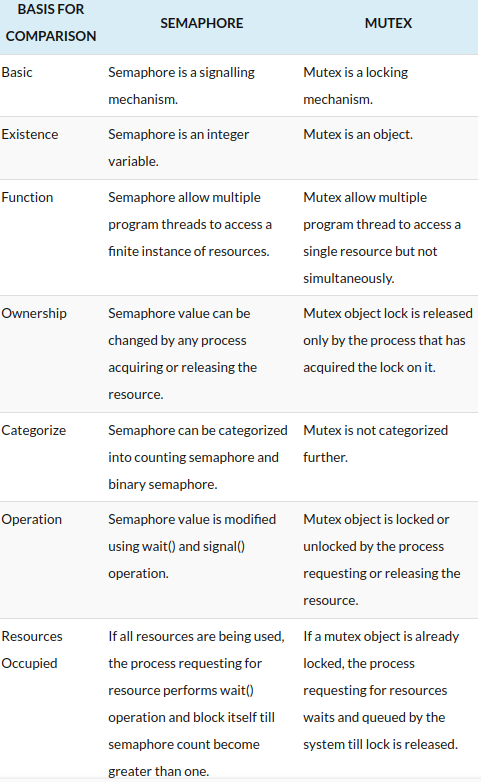 BASIS FOR
COMPARISON
SEMAPHORE
MUTEX
Basic
Semaphore is a signalling
mechanism.
Mutex is a locking
mechanism.
Existence
Semaphore is an integer
variable.
Mutex is an object.
Function
Semaphore allow multiple
program threads to access a
finite instance of resources.
Mutex allow multiple
program thread to access a
single resource but not
simultaneously.
Ownership
Semaphore value can be
changed by any process
acquiring or releasing the
resource.
Mutex object lock is released
only by the process that has
acquired the lock on it.
Categorize
Semaphore can be categorized
into counting semaphore and
binary semaphore.
Mutex is not categorized
further.
Operation
Semaphore value is modified
using wait() and signal()
operation.
Mutex object is locked or
unlocked by the process
requesting or releasing the
resource.
Resources
Occupied
If all resources are being used,
the process requesting for
resource performs wait()
operation and block itself till
semaphore count become
greater than one.
If a mutex object is already
locked, the process
requesting for resources
waits and queued by the
system till lock is released.